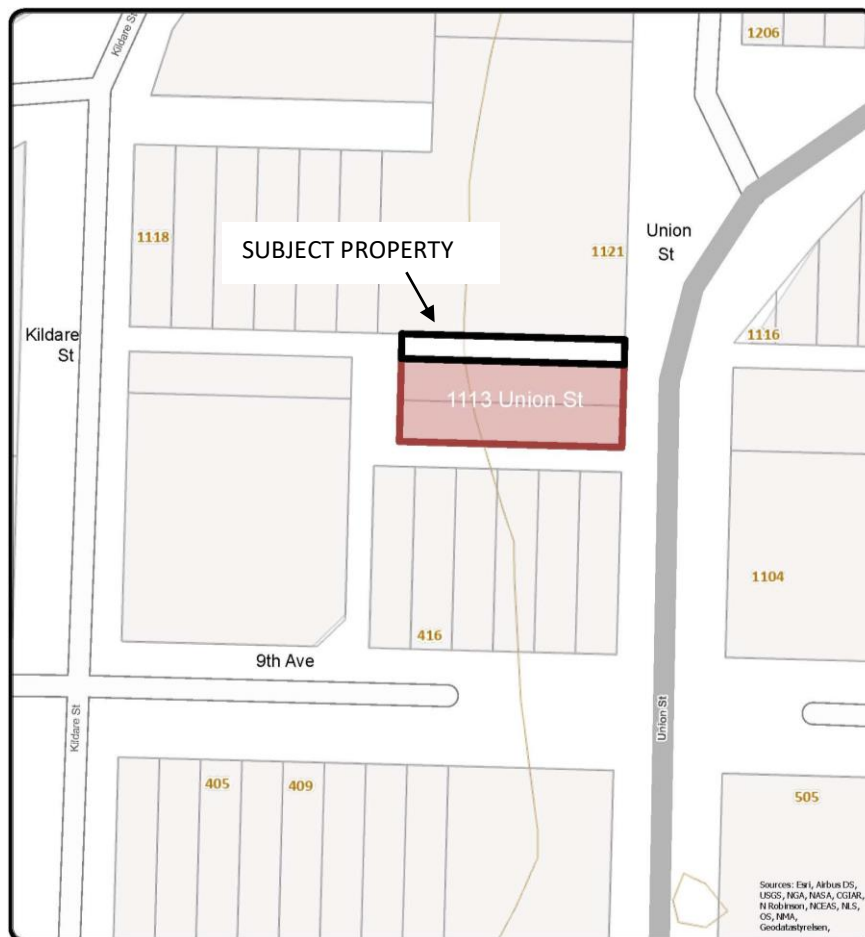 Kildare St
1206
1118
SUBJECT PROPERTY
1121
Union
St
Kildare
St
1116
1113 Union St
1104
416
9th Ave
Kildare St
Union St
405
409
505
Sources: Esri, Airbus DS,
USGS, NGA, NASA, CGIAR,
N Robinson, NCEAS, NLS,
OS, NMA,
Geodatastyrelsen,